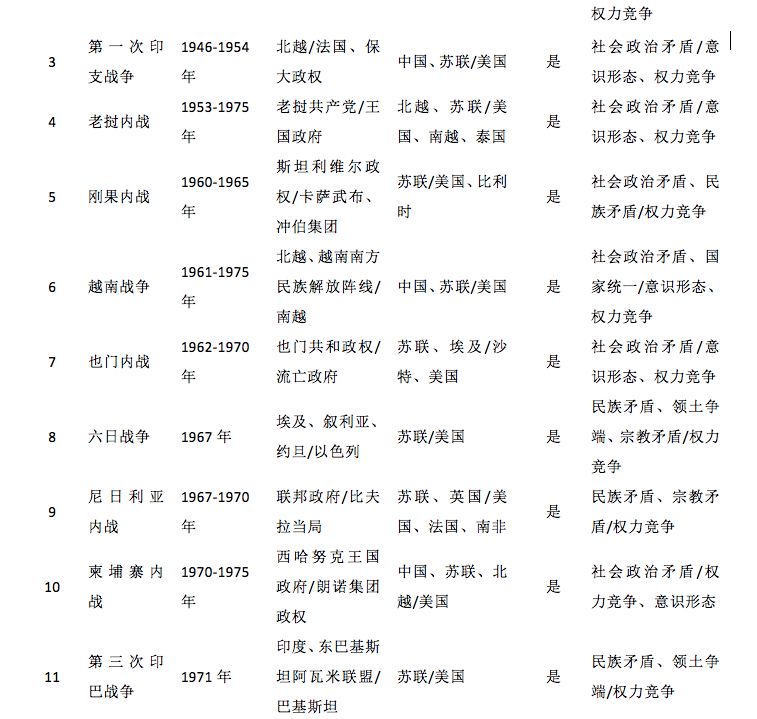 权力竞争
3 第一次印支战争 1946-1954年 北越/法国、保大政权 中国、苏联/美国 是 社会政治矛盾/意识形态、权力竞争
4 老挝内战 1953-1975年 老挝共产党/王国政府 北越、苏联/美国、南越、泰国 是 社会政治矛盾/意识形态、权力竞争
5 刚果内战 1960-1965年 斯坦利维尔政权/卡萨武布、冲伯集团 苏联/美国、比利时 是 社会政治矛盾、民族矛盾/权力竞争
6 越南战争 1961-1975年 北越、越南南方民族解放阵线/南越 中国、苏联/美国 是 社会政治矛盾、国家统一/意识形态、权力竞争
7 也门内战 1962-1970年 也门共和政权/流亡政府 苏联、埃及/沙特、美国 是 社会政治矛盾/意识形态、权力竞争
8 六日战争 1967年 埃及、叙利亚、约旦/以色列 苏联/美国 是 民族矛盾、领土争端、宗教矛盾/权力竞争
9 尼日利亚内战 1967-1970年 联邦政府/比夫拉当局 苏联、英国/美国、法国、南非 是 民族矛盾、宗教矛盾/权力竞争
10 柬埔寨内战 1970-1975年 西哈努克王国政府/朗诺集团政权 中国、苏联、北越/美国 是 社会政治矛盾/权力竞争、意识形态
11 第三次印巴战争 1971年 印度、东巴基斯坦阿瓦米联盟/巴基斯坦 苏联/美国 是 民族矛盾、领土争端/权力竞争